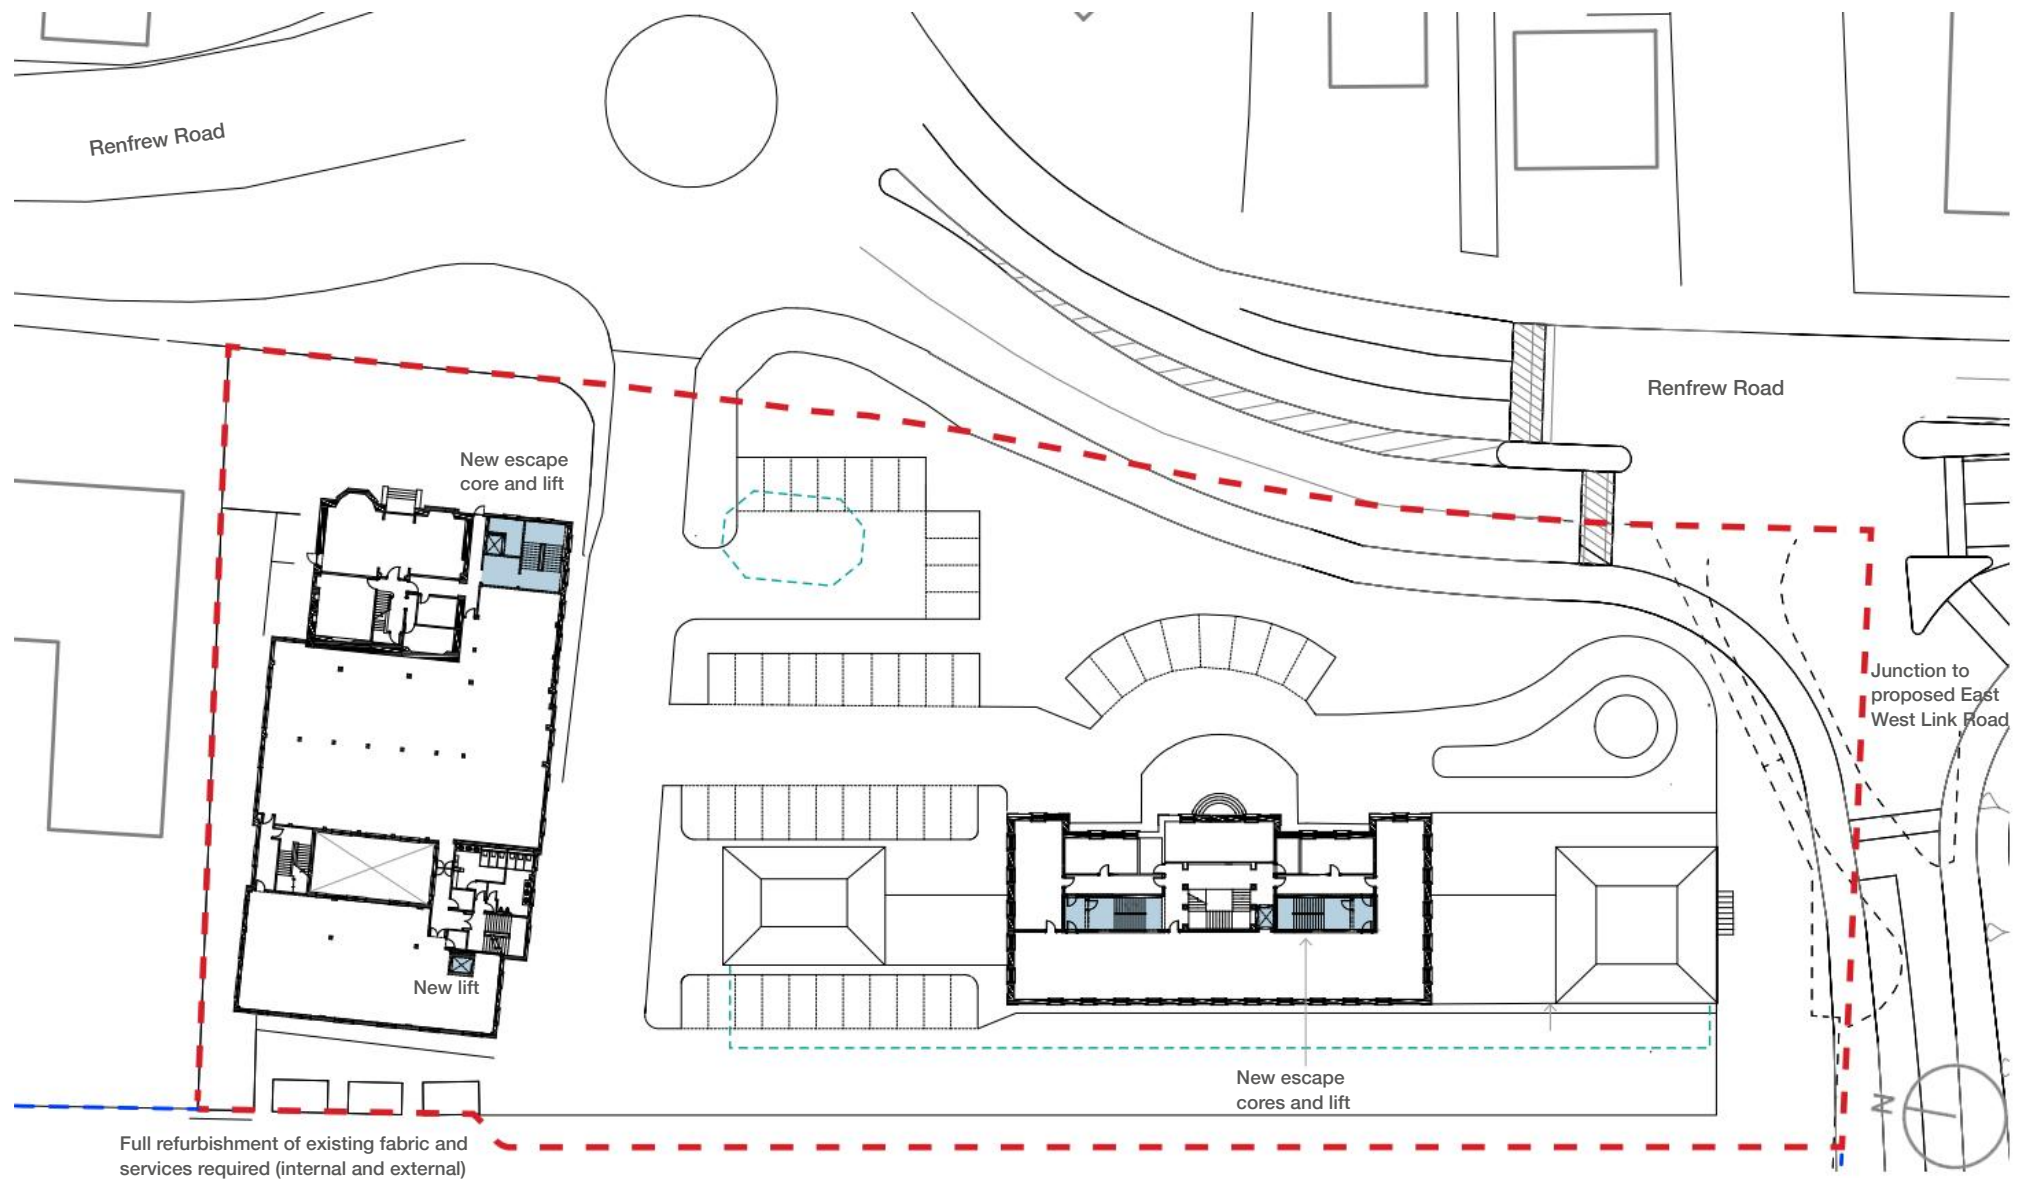 Renfrew Road
Renfrew Road
New escape
core and lift
Junction to
proposed East
West Link Road
New lift
New escape
cores and lift
N
Full refurbishment of existing fabric and
services required (internal and external)